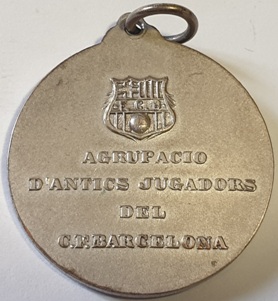 C. F. B.
AGRUPACIO
D'ANTICS JUGADORS
DEL
C.F. BARCELONA